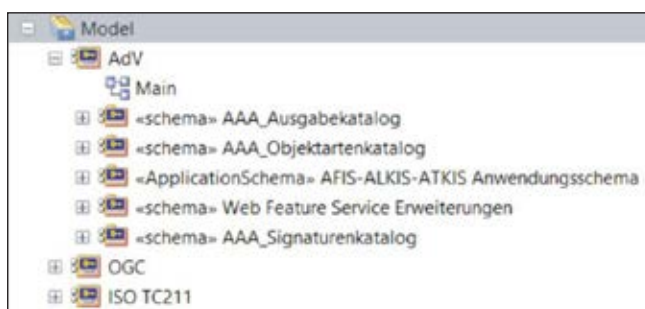 Model
AdV
Main
«schema» AAA_Ausgabekatalog
«schema» AAA_Objektartenkatalog
«ApplicationSchema» AFIS-ALKIS-ATKIS Anwendungsschema
«schema» Web Feature Service Erweiterungen
«schema» AAA_Signaturenkatalog
OGC
ISO TC211